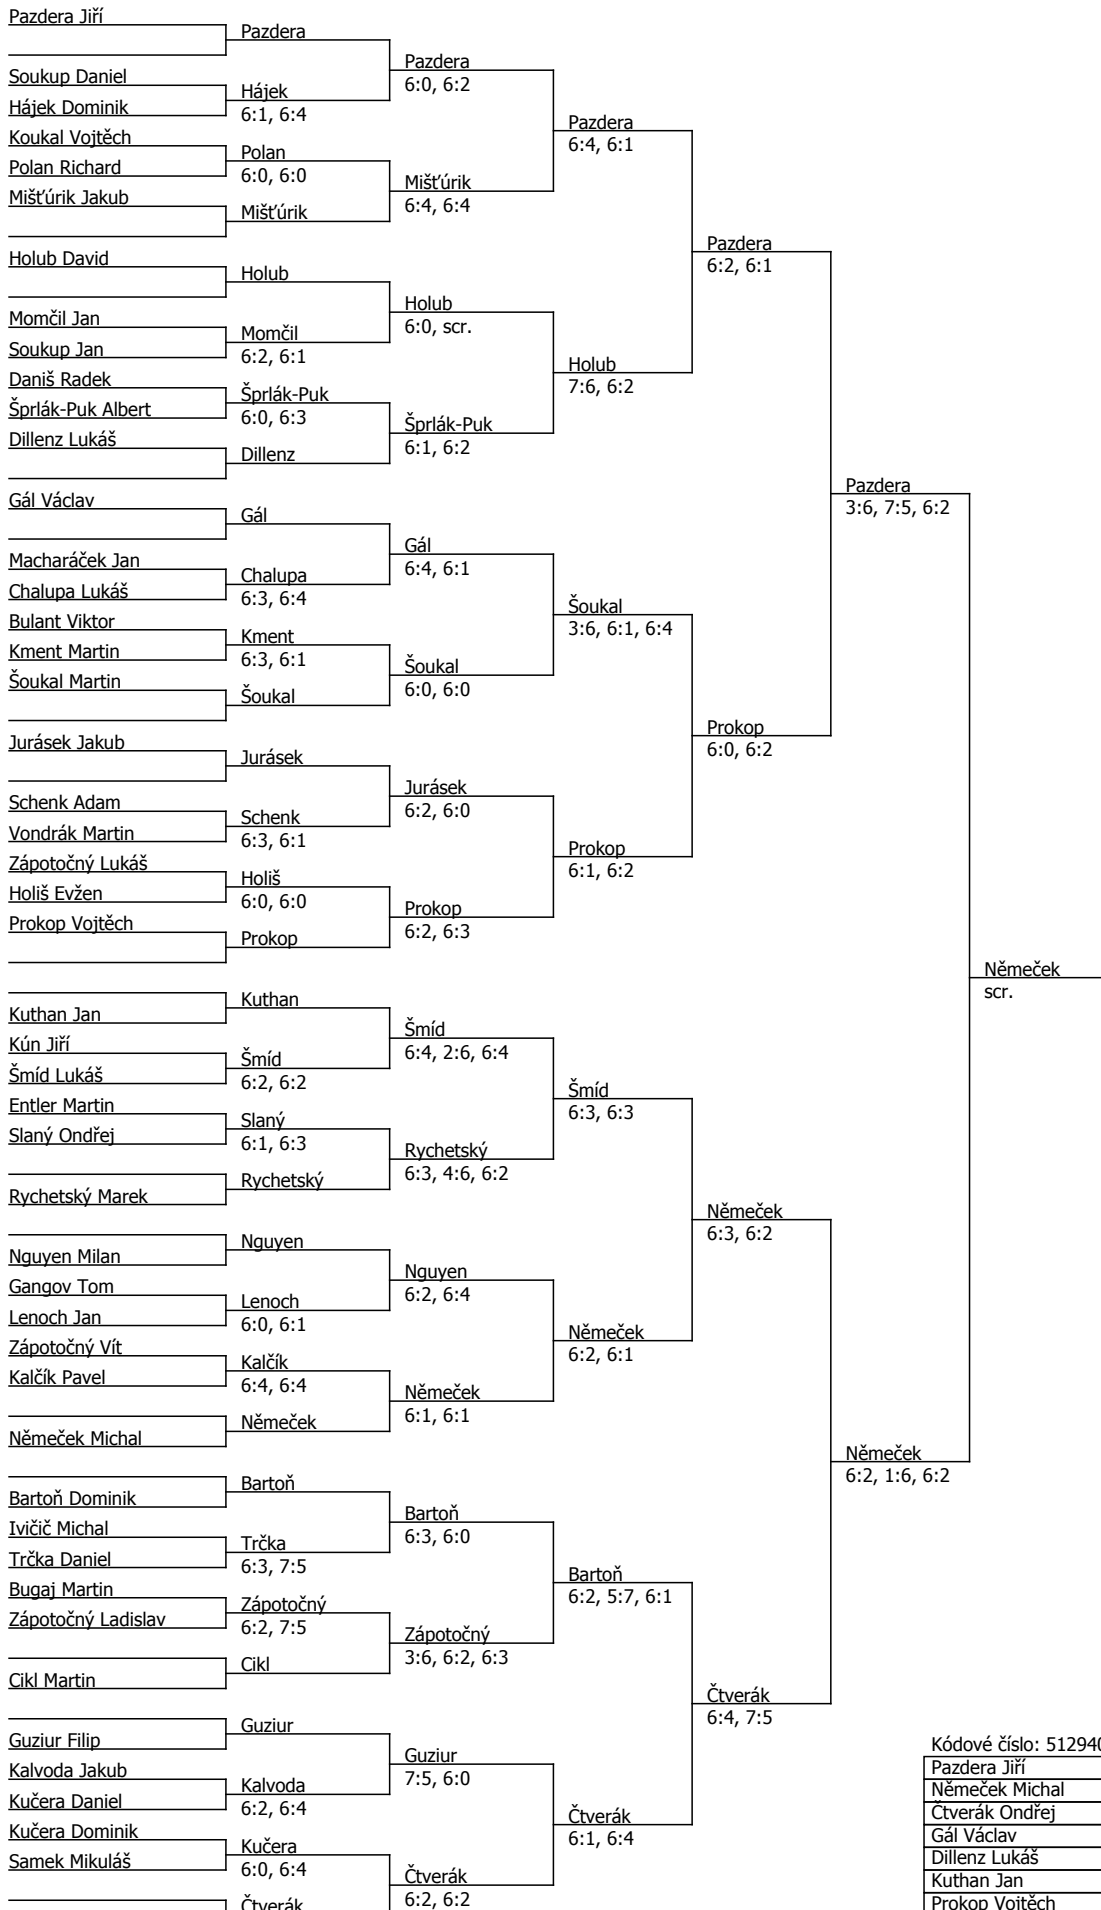 Pazdera Jiří
Soukup Daniel
Hájek Dominik
Koukal Vojtěch
Polan Richard
Mišťúrik Jakub
Holub David
Momčil Jan
Soukup Jan
Daniš Radek
Šprlák-Puk Albert
Dillenz Lukáš
Gál Václav
Macharáček Jan
Chalupa Lukáš
Bulant Viktor
Kment Martin
Šoukal Martin
Jurásek Jakub
Schenk Adam
Vondrák Martin
Zápotočný Lukáš
Holiš Evžen
Prokop Vojtěch
Kuthan Jan
Kún Jiří
Šmíd Lukáš
Entler Martin
Slaný Ondřej
Rychetský Marek
Nguyen Milan
Gangov Tom
Lenoch Jan
Zápotočný Vít
Kalčík Pavel
Němeček Michal
Bartoň Dominik
Ivičič Michal
Trčka Daniel
Bugaj Martin
Zápotočný Ladislav
Cikl Martin
Guziur Filip
Kalvoda Jakub
Kučera Daniel
Kučera Dominik
Samek Mikuláš
Pazdera
Hájek
6:1, 6:4
Polan
6:0, 6:0
Mišťúrik
Holub
Momčil
6:2, 6:1
Šprlák-Puk
6:0, 6:3
Dillenz
Gál
Chalupa
6:3, 6:4
Kment
6:3, 6:1
Šoukal
Jurásek
Schenk
6:3, 6:1
Holiš
6:0, 6:0
Prokop
Kuthan
Šmíd
6:2, 6:2
Slaný
6:1, 6:3
Rychetský
Nguyen
Lenoch
6:0, 6:1
Kalčík
6:4, 6:4
Němeček
Bartoň
Trčka
6:3, 7:5
Zápotočný
6:2, 7:5
Cikl
Guziur
Kalvoda
6:2, 6:4
Kučera
6:0, 6:4
Čtverák
Pazdera
6:0, 6:2
Mišťúrik
6:4, 6:4
Holub
6:0, scr.
Šprlák-Puk
6:1, 6:2
Gál
6:4, 6:1
Šoukal
6:0, 6:0
Jurásek
6:2, 6:0
Prokop
6:2, 6:3
Šmíd
6:4, 2:6, 6:4
Rychetský
6:3, 4:6, 6:2
Nguyen
6:2, 6:4
Němeček
6:1, 6:1
Bartoň
6:3, 6:0
Zápotočný
3:6, 6:2, 6:3
Guziur
7:5, 6:0
Čtverák
6:2, 6:2
Pazdera
6:4, 6:1
Holub
7:6, 6:2
Šoukal
3:6, 6:1, 6:4
Prokop
6:1, 6:2
Šmíd
6:3, 6:3
Němeček
6:2, 6:1
Bartoň
6:2, 5:7, 6:1
Čtverák
6:1, 6:4
Pazdera
6:2, 6:1
Prokop
6:0, 6:2
Němeček
6:3, 6:2
Čtverák
6:4, 7:5
Pazdera
3:6, 7:5, 6:2
Němeček
6:2, 1:6, 6:2
Němeček
scr.
Kódové číslo: 512940
Pazdera Jiří
Němeček Michal
Čtverák Ondřej
Gál Václav
Dillenz Lukáš
Kuthan Jan
Prokop Vojtěch